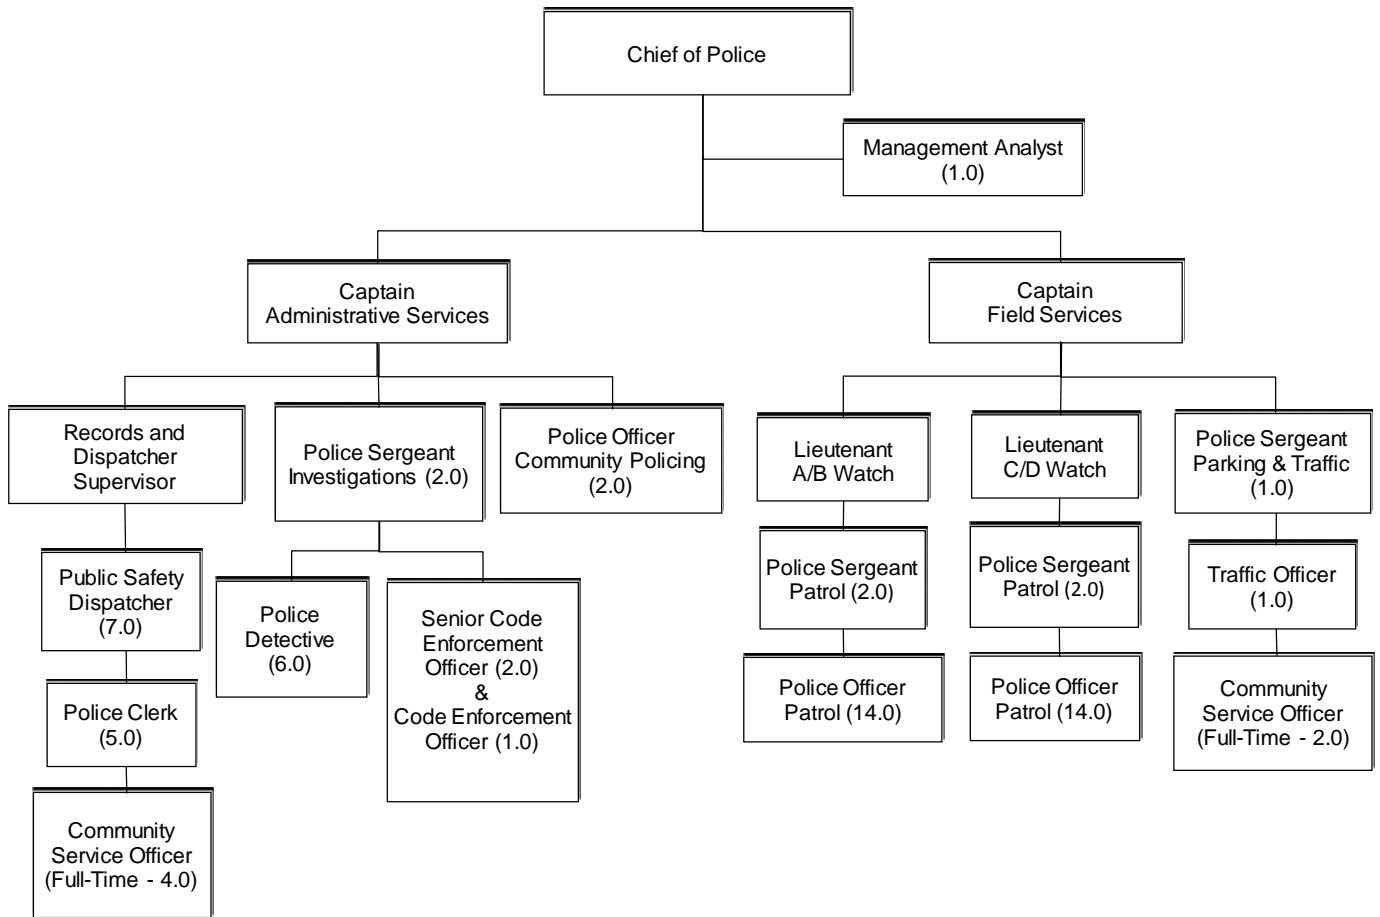 Chief of Police
Management Analyst
(1.0)
Captain
Administrative Services
Captain
Field Services
Records and
Dispatcher
Supervisor
Police Sergeant
Investigations (2.0)
Police Officer
Community Policing
(2.0)
Lieutenant
A/B Watch
Lieutenant
C/D Watch
Police Sergeant
Parking & Traffic
(1.0)
Public Safety
Dispatcher
(7.0)
Police
Detective
(6.0)
Senior Code
Enforcement
Officer (2.0)
&
Code Enforcement
Officer (1.0)
Police Sergeant
Patrol (2.0)
Police Sergeant
Patrol (2.0)
Traffic Officer
(1.0)
Police Clerk
(5.0)
Police Officer
Patrol (14.0)
Police Officer
Patrol (14.0)
Community
Service Officer
(Full-Time - 2.0)
Community
Service Officer
(Full-Time - 4.0)